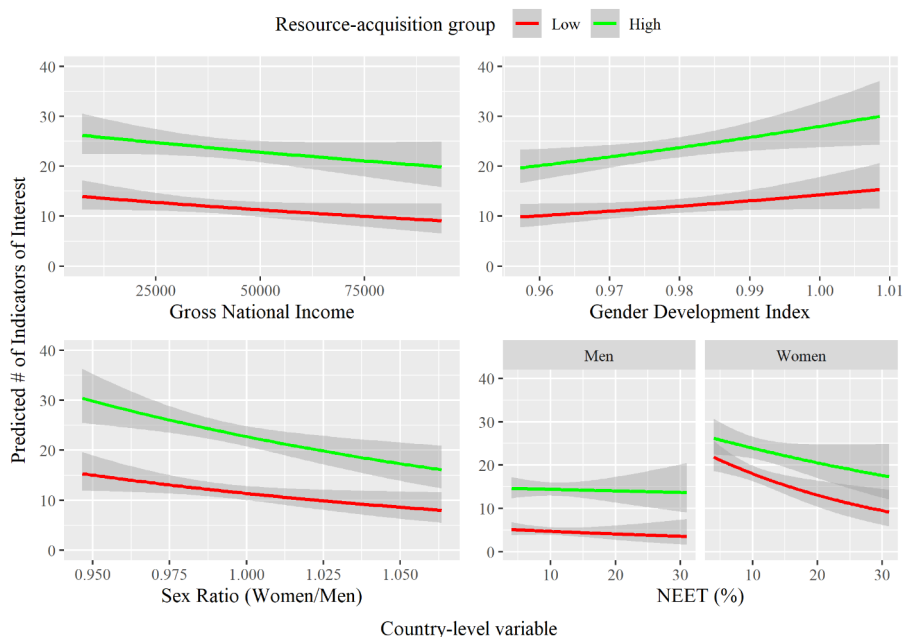 Resource-acquisition group Low High
Predicted # of Indicators of Interest
40
30
20
10
0
25000 50000 75000
Gross National Income
40
30
20
10
0
0.96 0.97 0.98 0.99 1.00 1.01
Gender Development Index
40
30
20
10
0
0.950 0.975 1.000 1.025 1.050
Sex Ratio (Women/Men)
Men Women
40
30
20
10
0
10 20 30 10 20 30
NEET (%)
Country-level variable